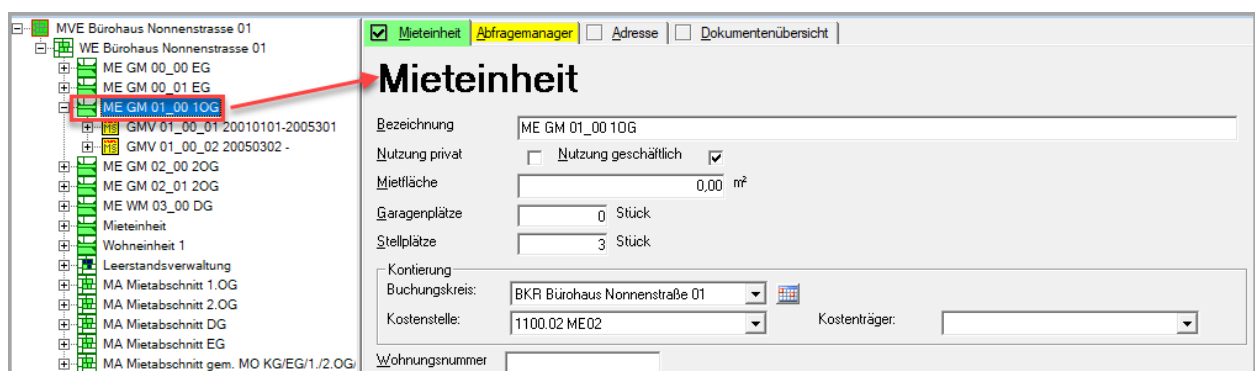 MVE Bürohaus Nonnenstrasse 01
WE Bürohaus Nonnenstrasse 01
ME GM 00_00 EG
ME GM 00_01 EG
ME GM 01_00 1OG
GMV 01_00_01 20010101-2005301
GMV 01_00_02 20050302 -
ME GM 02_00 2OG
ME GM 02_01 2OG
ME WM 03_00 DG
Mieteinheit
Wohneinheit 1
Leerstandsverwaltung
MA Mietabschnitt 1.OG
MA Mietabschnitt 2.OG
MA Mietabschnitt DG
MA Mietabschnitt EG
MA Mietabschnitt gem. MO KG/EG/1./2.OG/
Mieteinheit Abfragemanager Adresse Dokumentenübersicht
Mieteinheit
Bezeichnung ME GM 01_00 1OG
Nutzung privat Nutzung geschäftlich
Mietfläche 0,00 m²
Garagenplätze 0 Stück
Stellplätze 3 Stück
Kontierung
Buchungskreis: BKR Bürohaus Nonnenstraße 01
Kostenstelle: 1100.02 ME02 Kostenträger:
Wohnungsnummer